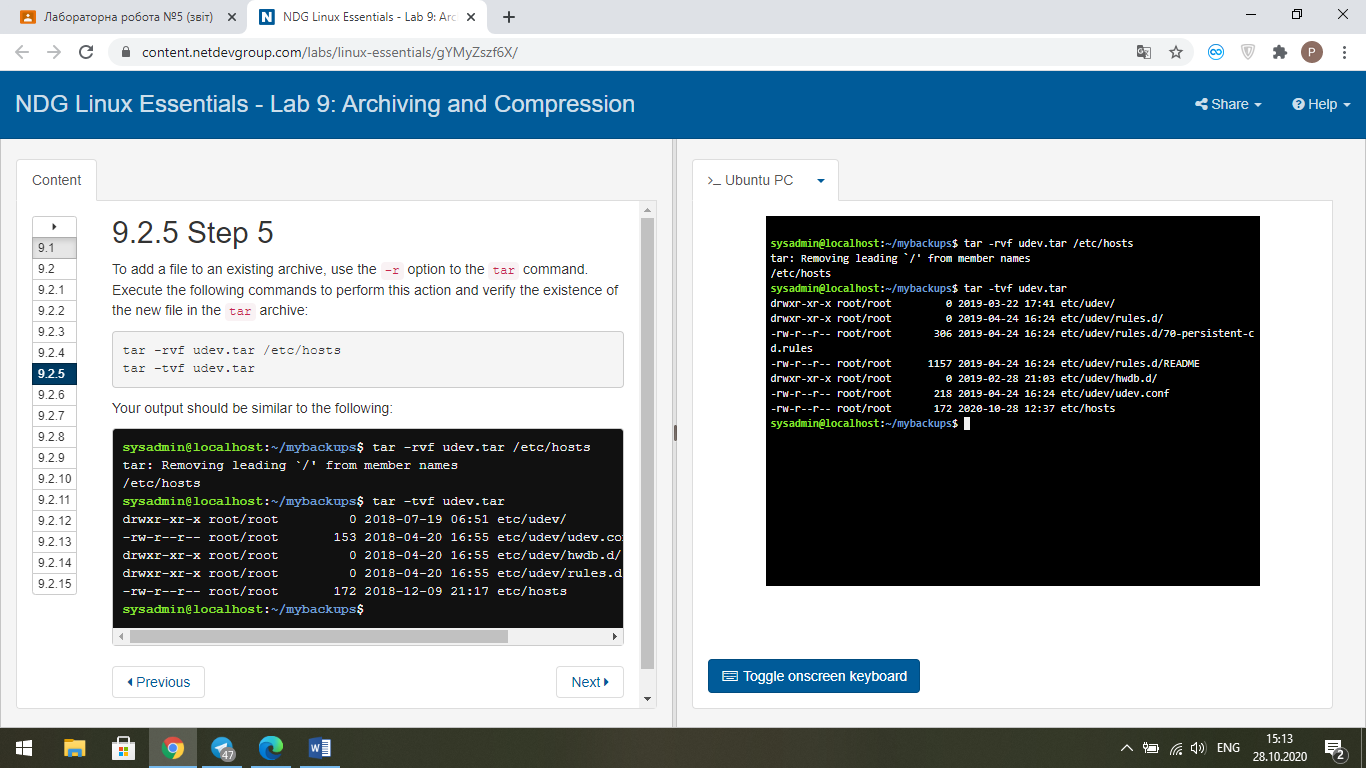 Лабораторна робота №5 (звіт)
NDG Linux Essentials - Lab 9: Arc
content.netdevgroup.com/labs/linux-essentials/gYMyZszf6X/
P
NDG Linux Essentials - Lab 9: Archiving and Compression
Share
Help
Content
9.1
9.2
9.2.1
9.2.2
9.2.3
9.2.4
9.2.5
9.2.6
9.2.7
9.2.8
9.2.9
9.2.10
9.2.11
9.2.12
9.2.13
9.2.14
9.2.15
9.2.5 Step 5
To add a file to an existing archive, use the -r option to the tar command.
Execute the following commands to perform this action and verify the existence of
the new file in the tar archive:
tar -rvf udev.tar /etc/hosts
tar -tvf udev.tar
Your output should be similar to the following:
sysadmin@localhost:~/mybackups$ tar -rvf udev.tar /etc/hosts
tar: Removing leading `/' from member names
/etc/hosts
sysadmin@localhost:~/mybackups$ tar -tvf udev.tar
drwxr-xr-x root/root 0 2018-07-19 06:51 etc/udev/
-rw-r--r-- root/root 153 2018-04-20 16:55 etc/udev/udev.co
drwxr-xr-x root/root 0 2018-04-20 16:55 etc/udev/hwdb.d/
drwxr-xr-x root/root 0 2018-04-20 16:55 etc/udev/rules.d
-rw-r--r-- root/root 172 2018-12-09 21:17 etc/hosts
sysadmin@localhost:~/mybackups$
Previous
Next
>_ Ubuntu PC
sysadmin@localhost:~/mybackups$ tar -rvf udev.tar /etc/hosts
tar: Removing leading `/' from member names
/etc/hosts
sysadmin@localhost:~/mybackups$ tar -tvf udev.tar
drwxr-xr-x root/root 0 2019-03-22 17:41 etc/udev/
drwxr-xr-x root/root 0 2019-04-24 16:24 etc/udev/rules.d/
-rw-r--r-- root/root 306 2019-04-24 16:24 etc/udev/rules.d/70-persistent-c
d.rules
-rw-r--r-- root/root 1157 2019-04-24 16:24 etc/udev/rules.d/README
drwxr-xr-x root/root 0 2019-02-28 21:03 etc/udev/hwdb.d/
-rw-r--r-- root/root 218 2019-04-24 16:24 etc/udev/udev.conf
-rw-r--r-- root/root 172 2020-10-28 12:37 etc/hosts
sysadmin@localhost:~/mybackups$
Toggle onscreen keyboard
47
W
ENG
15:13
28.10.2020
2